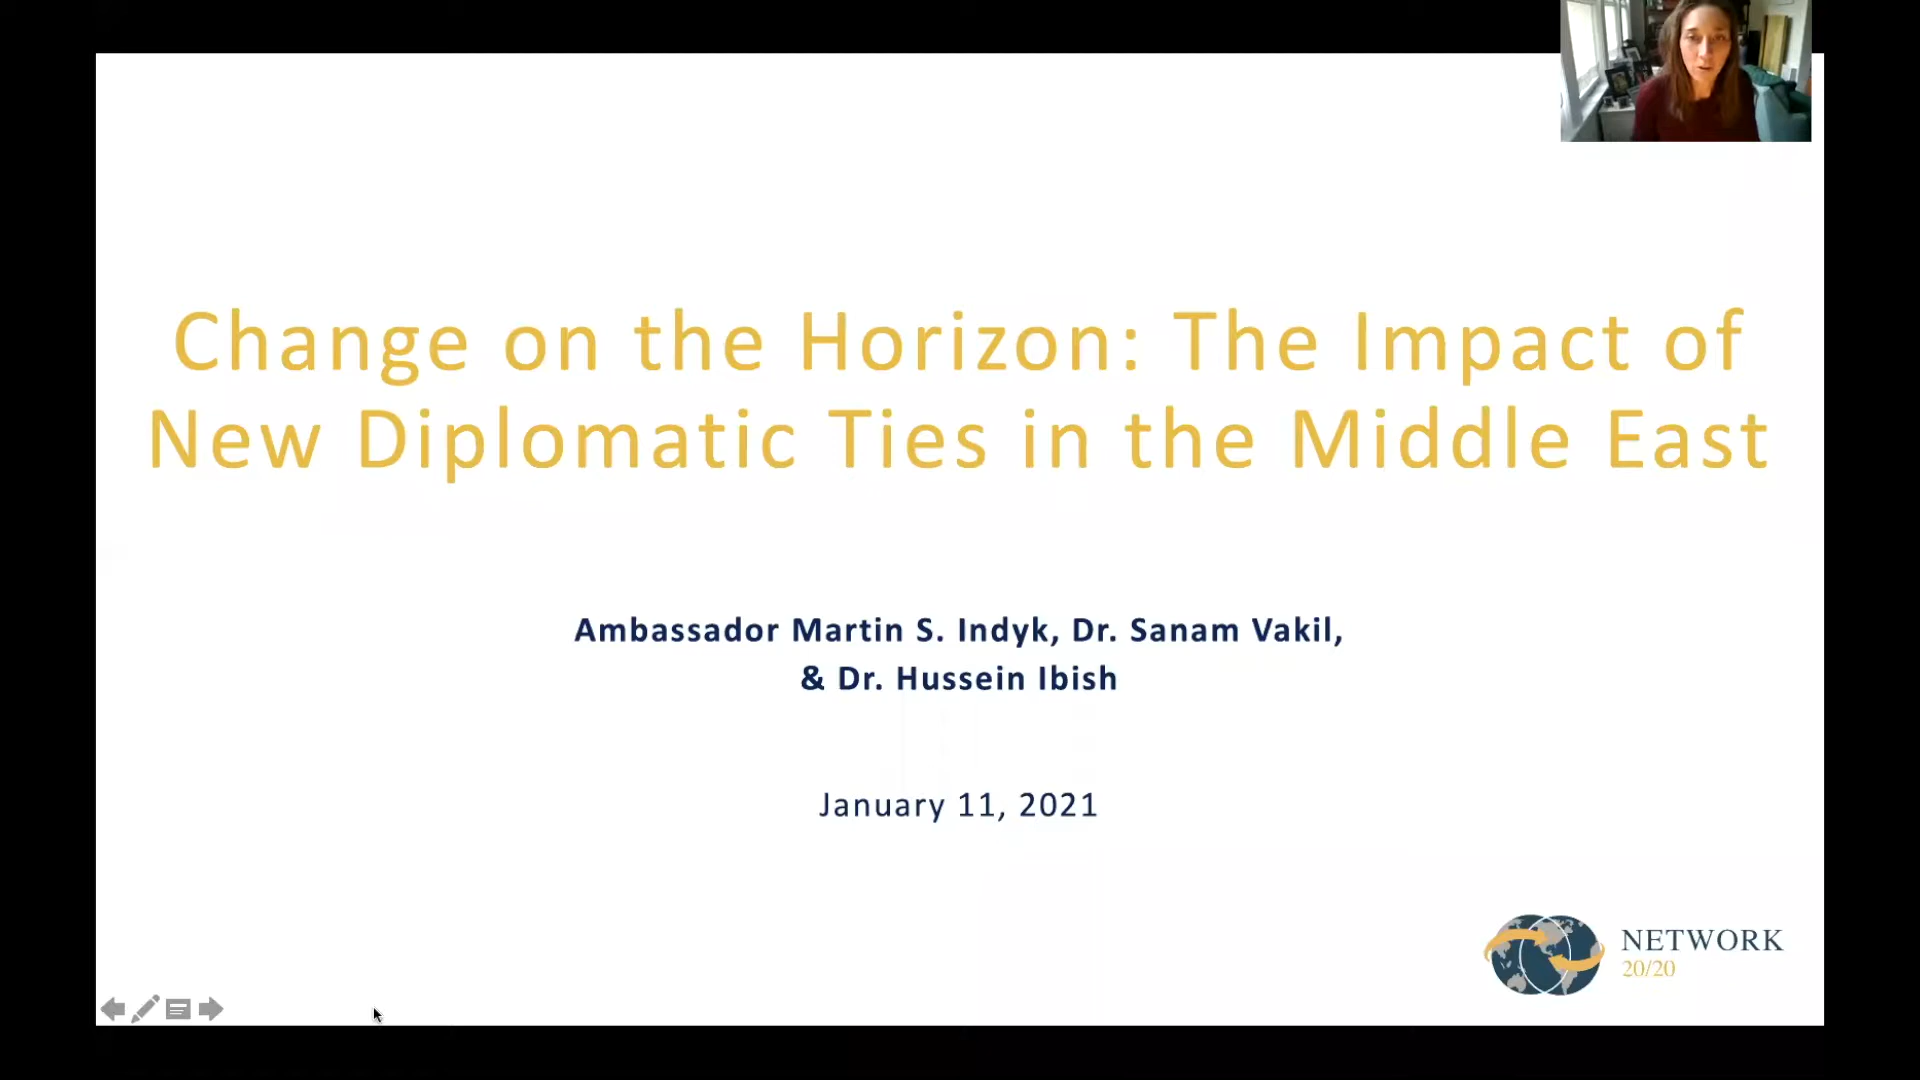 Change on the Horizon: The Impact of
New Diplomatic Ties in the Middle East
Ambassador Martin S. Indyk, Dr. Sanam Vakil,
& Dr. Hussein Ibish
January 11, 2021
NETWORK
20/20